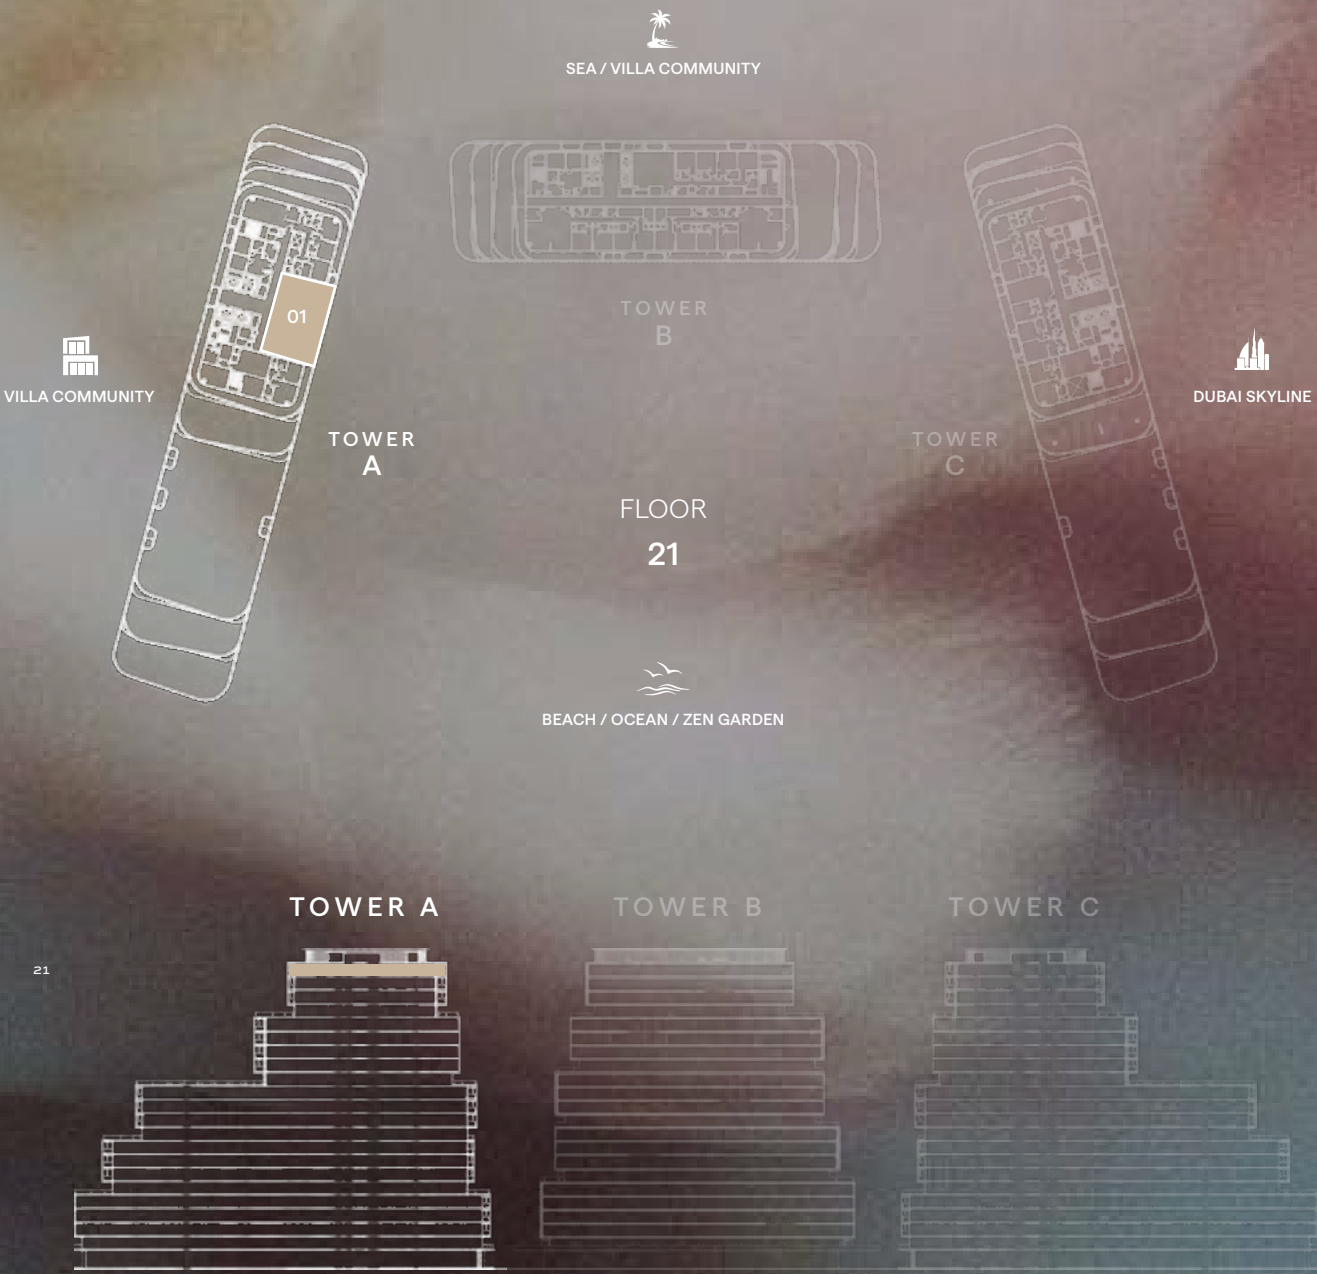 SEA / VILLA COMMUNITY
TOWER
B
01
VILLA COMMUNITY
DUBAI SKYLINE
TOWER
A
TOWER
C
FLOOR
21
BEACH / OCEAN / ZEN GARDEN
TOWER A
TOWER B
TOWER C
21